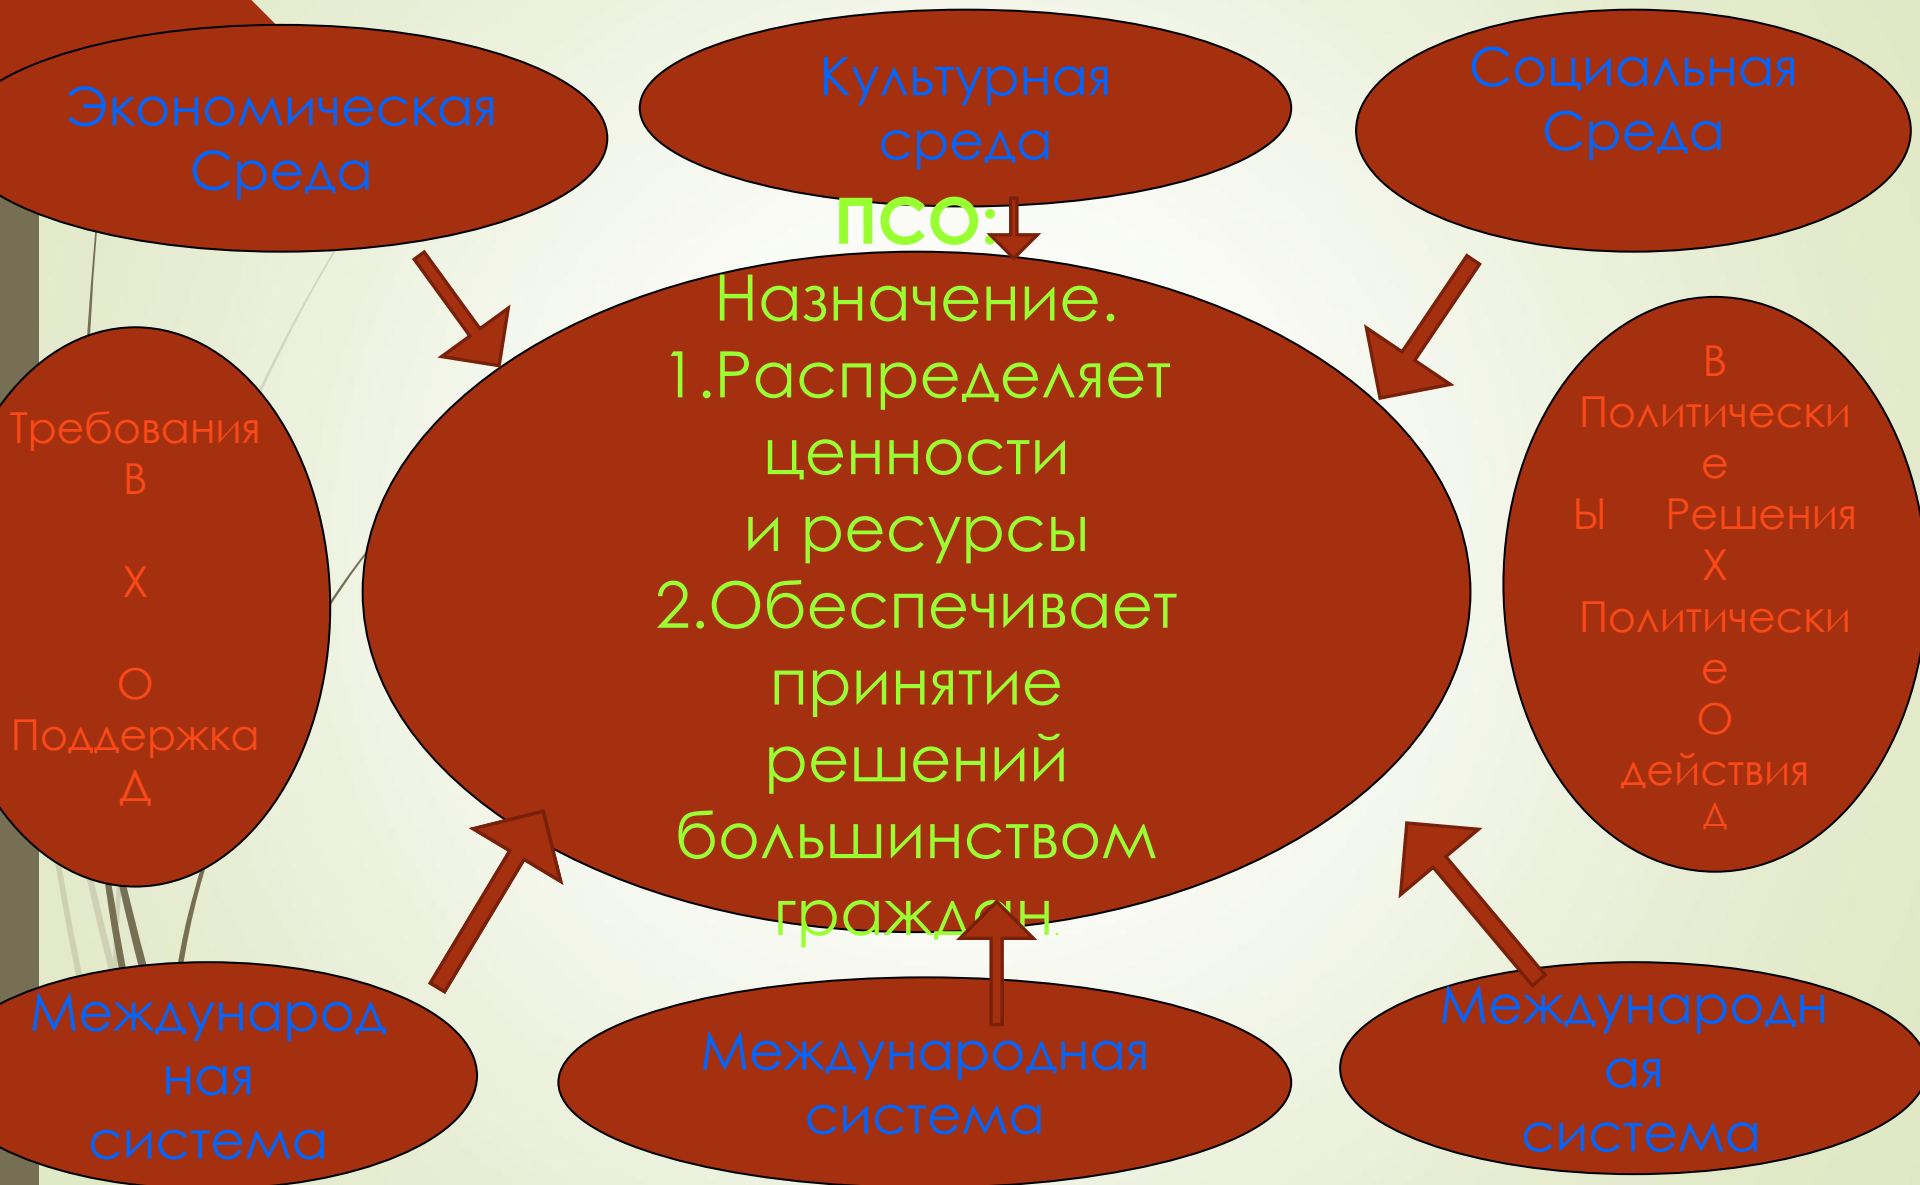 Экономическая
Среда
Культурная
среда
Социальная
Среда
ПСО:
Назначение.
1.Распределяет
ценности
и ресурсы
2.Обеспечивает
принятие
решений
большинством
граждан.
Требования
В
Х
О
Поддержка
Д
В
Политически
е
Ы Решения
Х
Политически
е
О
действия
Д
Международ
ная
система
Международная
система
Международн
ая
система